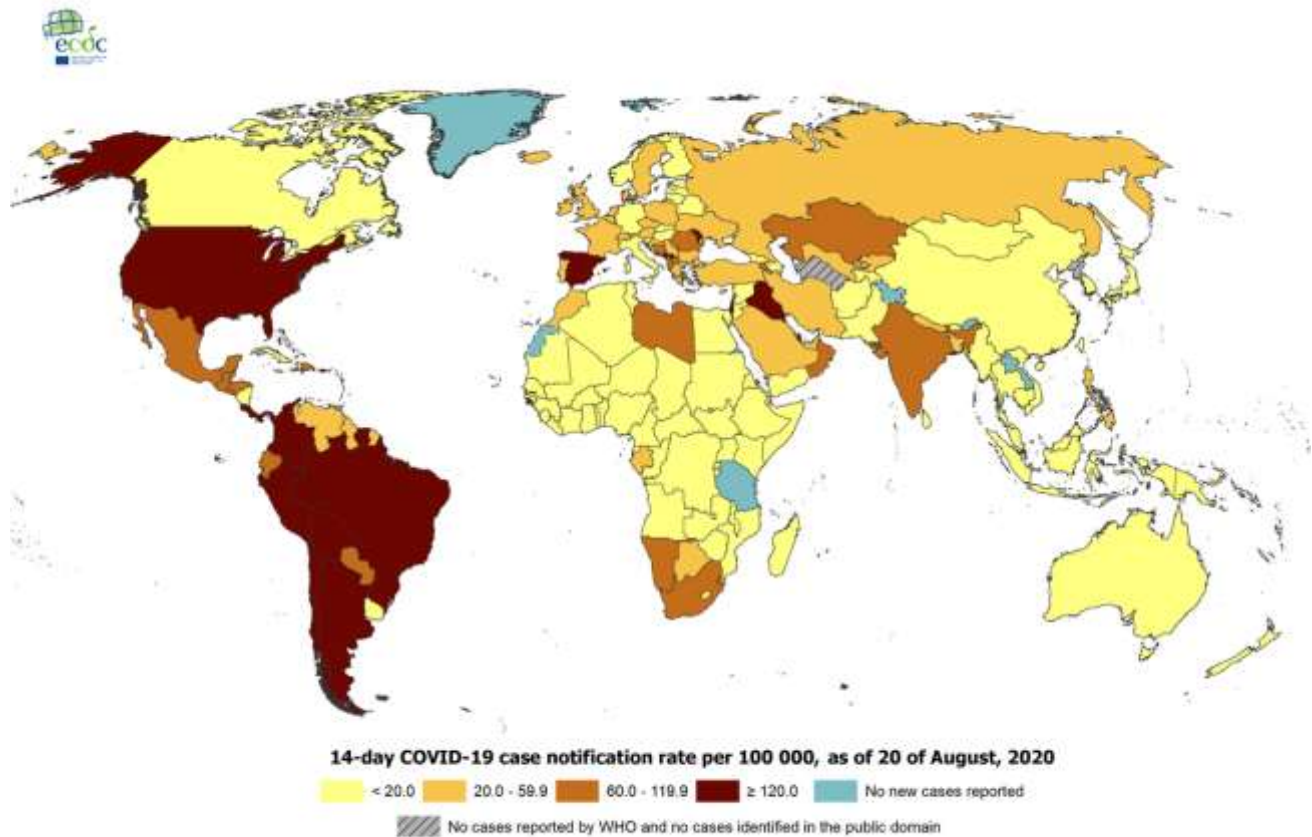 ecdc
14-day COVID-19 case notification rate per 100 000, as of 20 of August, 2020
< 20.0 20.0 - 59.9 60.0 - 119.9 ≥ 120.0 No new cases reported
No cases reported by WHO and no cases identified in the public domain